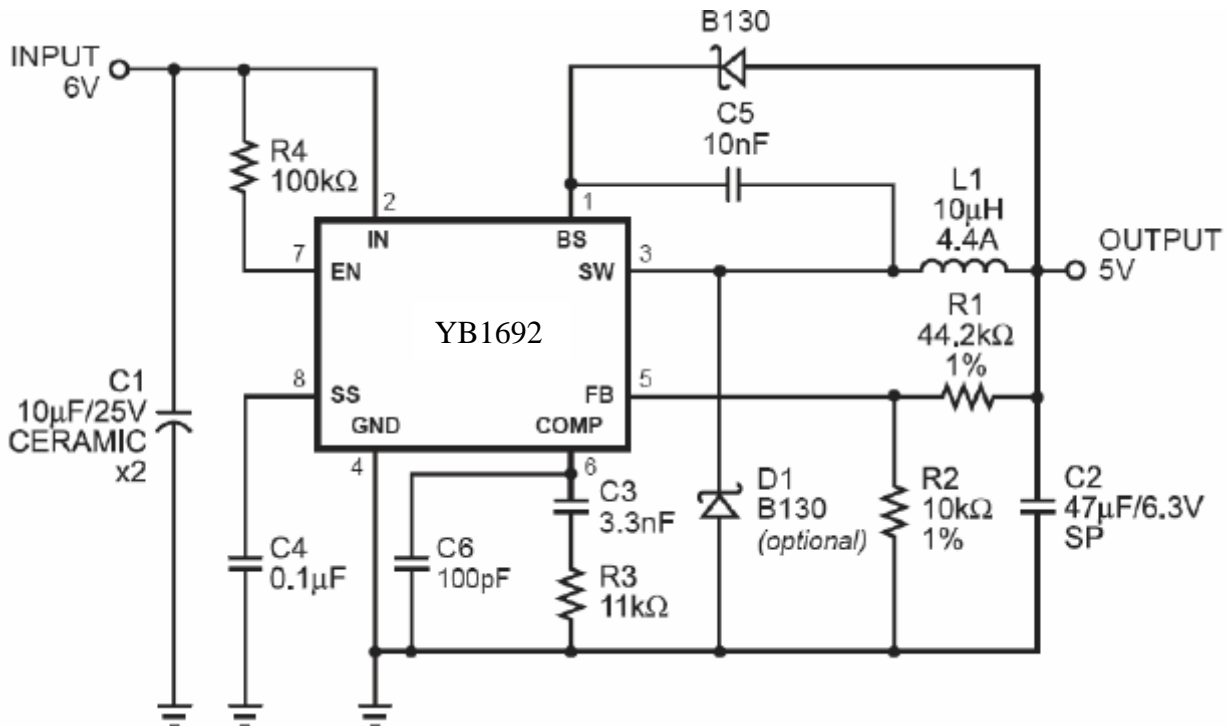 B130
INPUT
6V
C5
10nF
R4
100kΩ
L1
10μH
4.4A
2
1
IN
BS
OUTPUT
5V
7
EN
SW
3
R1
44.2kΩ
1%
YB1692
8
SS
FB
5
C1
10μF/25V
CERAMIC
x2
GND
COMP
4
6
C3
3.3nF
D1
B130
(optional)
R2
10kΩ
1%
C2
47μF/6.3V
SP
C4
0.1μF
C6
100pF
R3
11kΩ